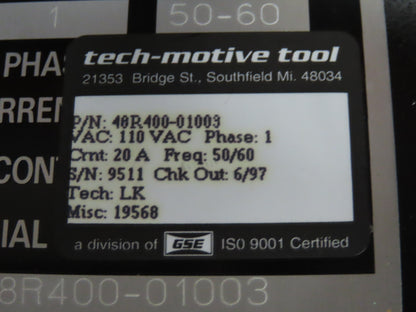 1 50-60
tech-motive tool
21353 Bridge St., Southfield Mi. 48034
PHAS
P/N: 48R400-01003
VAC: 110 VAC Phase: 1
Crnt: 20 A Freq: 50/60
S/N: 9511 Chk Out: 6/97
Tech: LK
Misc: 19568
CURREN
CONT
IAL
a division of GSE ISO 9001 Certified
8R400-01003